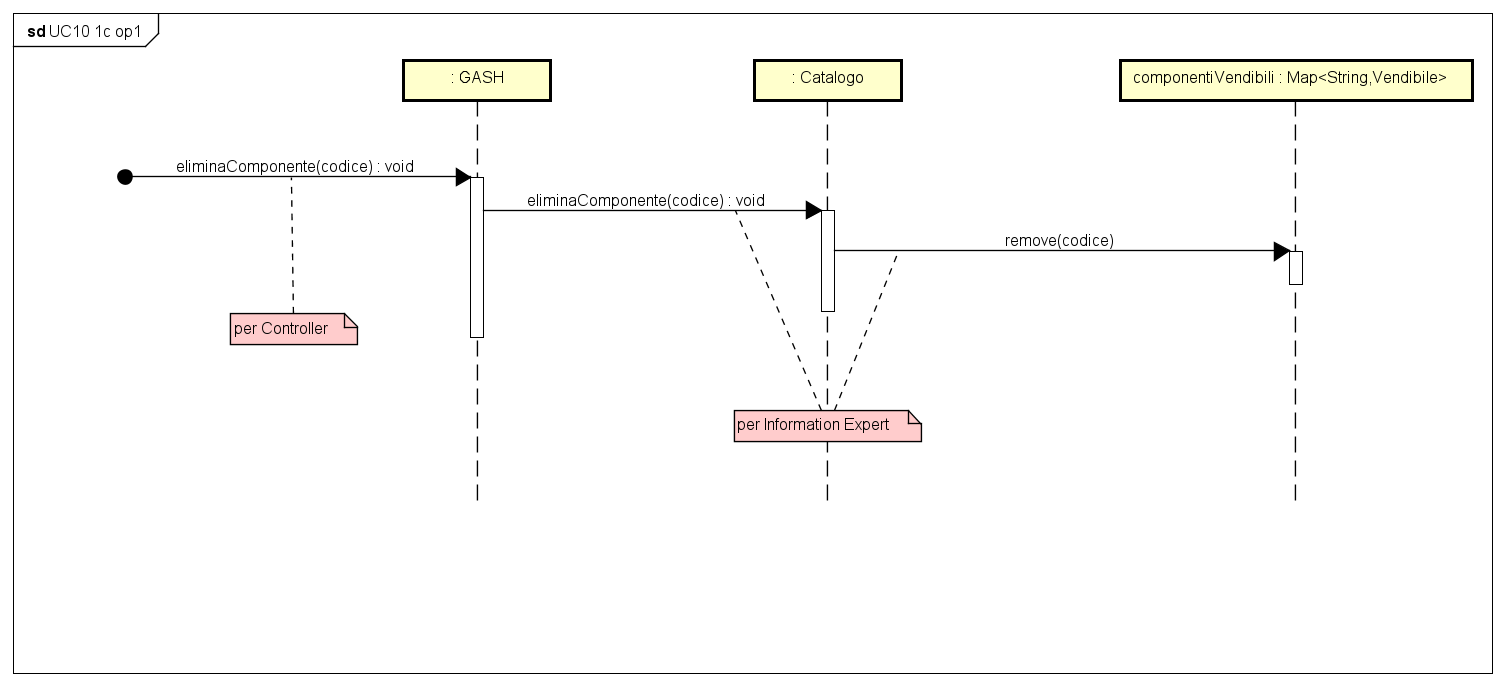 sd UC10 1c op1
: GASH
: Catalogo
componentiVendibili : Map<String,Vendibile>
eliminaComponente(codice) : void
eliminaComponente(codice) : void
remove(codice)
per Controller
per Information Expert